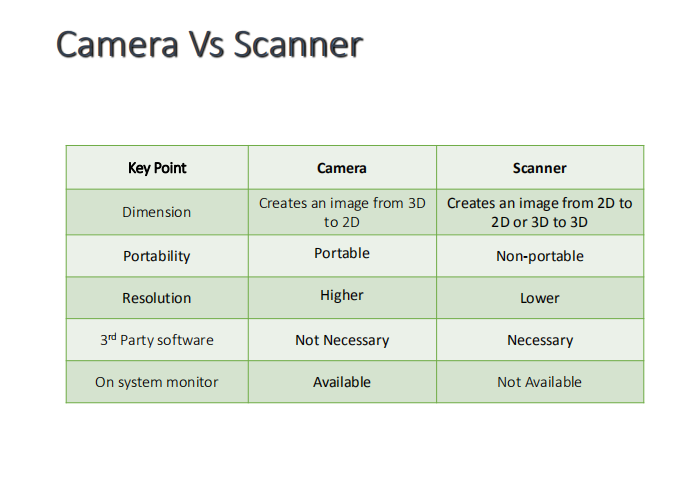 Camera Vs Scanner
Key Point Camera Scanner
Dimension Creates an image from 3D to 2D Creates an image from 2D to 2D or 3D to 3D
Portability Portable Non-portable
Resolution Higher Lower
3rd Party software Not Necessary Necessary
On system monitor Available Not Available